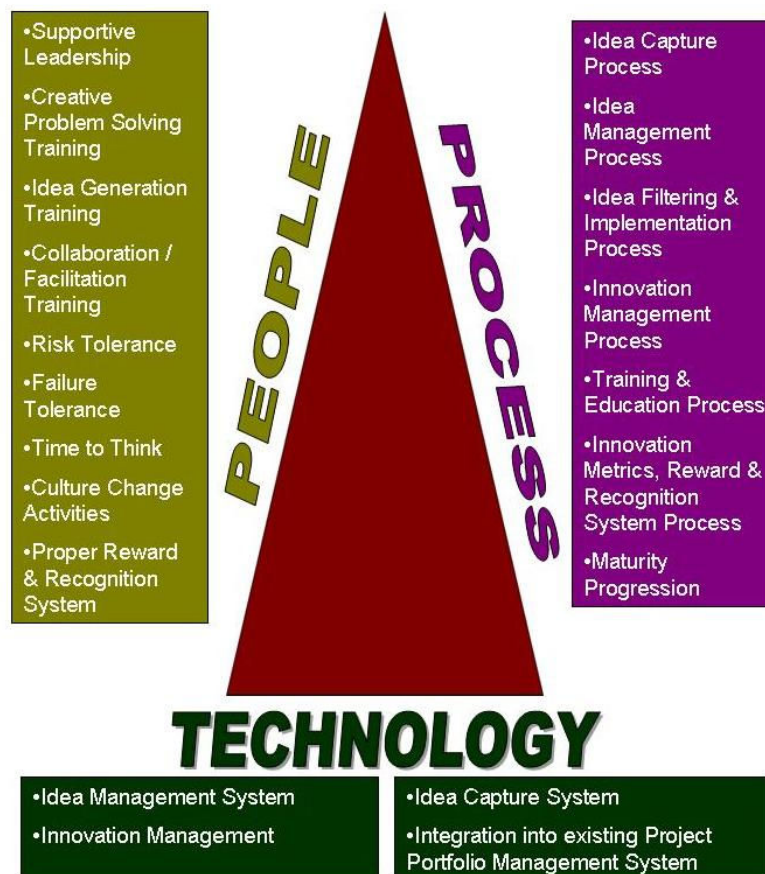 •Supportive
Leadership
•Creative
Problem Solving
Training
•Idea Generation
Training
•Collaboration /
Facilitation
Training
•Risk Tolerance
•Failure
Tolerance
•Time to Think
•Culture Change
Activities
•Proper Reward
& Recognition
System
PEOPLE
PROCESS
•Idea Capture
Process
•Idea
Management
Process
•Idea Filtering &
Implementation
Process
•Innovation
Management
Process
•Training &
Education Process
•Innovation
Metrics, Reward &
Recognition
System Process
•Maturity
Progression
TECHNOLOGY
•Idea Management System
•Innovation Management
•Idea Capture System
•Integration into existing Project
Portfolio Management System